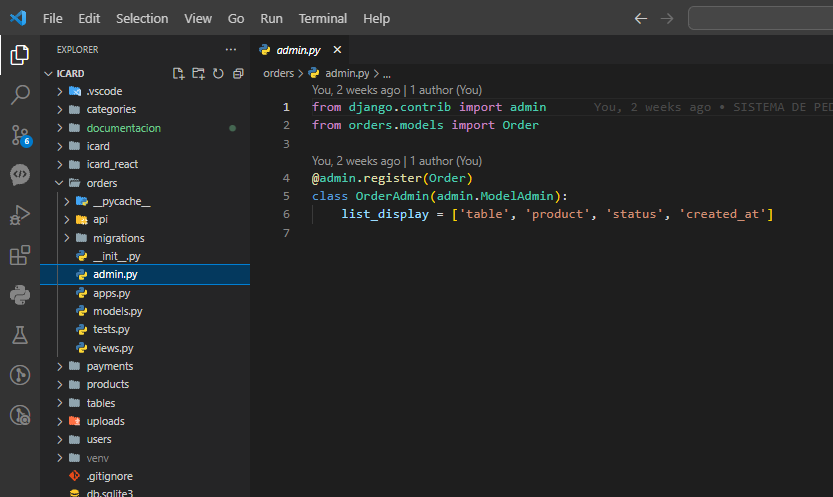 File Edit Selection View Go Run Terminal Help
EXPLORER
ICARD
.vscode
categories
documentacion
icard
icard_react
orders
__pycache__
api
migrations
__init__.py
admin.py
apps.py
models.py
tests.py
views.py
payments
products
tables
uploads
users
venv
.gitignore
db.sqlite3
6
admin.py
orders > admin.py > ...
You, 2 weeks ago | 1 author (You)
1 from django.contrib import admin You, 2 weeks ago • SISTEMA DE PED
2 from orders.models import Order
3
You, 2 weeks ago | 1 author (You)
4 @admin.register(Order)
5 class OrderAdmin(admin.ModelAdmin):
6 list_display = ['table', 'product', 'status', 'created_at']
7